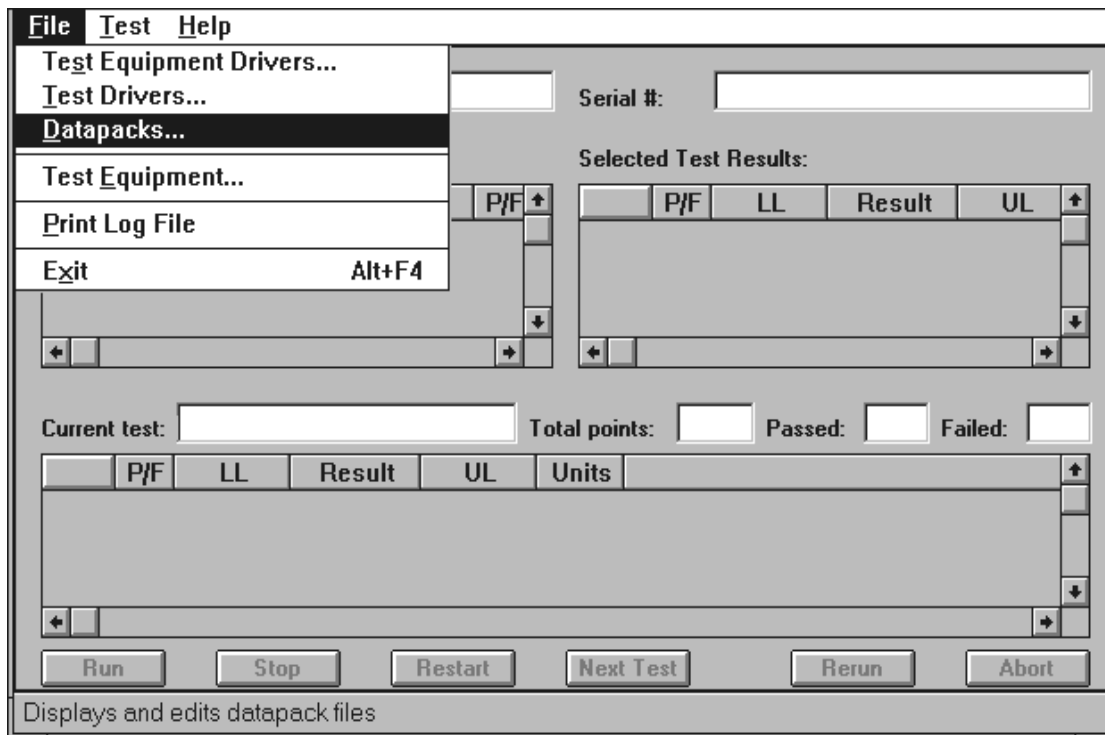 File Test Help
Test Equipment Drivers...
Test Drivers...
Datapacks...
Test Equipment...
Print Log File
Exit Alt+F4
Serial #:
Selected Test Results:
P/F
P/F LL Result UL
Current test: Total points: Passed: Failed:
P/F LL Result UL Units
Run Stop Restart Next Test Rerun Abort
Displays and edits datapack files